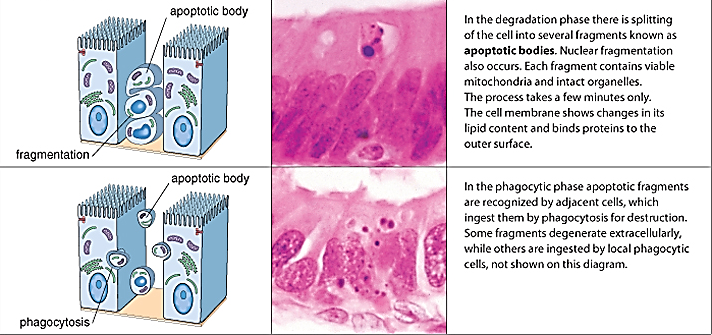 apoptotic body
fragmentation
In the degradation phase there is splitting
of the cell into several fragments known as
apoptotic bodies. Nuclear fragmentation
also occurs. Each fragment contains viable
mitochondria and intact organelles.
The process takes a few minutes only.
The cell membrane shows changes in its
lipid content and binds proteins to the
outer surface.
apoptotic body
phagocytosis
In the phagocytic phase apoptotic fragments
are recognized by adjacent cells, which
ingest them by phagocytosis for destruction.
Some fragments degenerate extracellularly,
while others are ingested by local phagocytic
cells, not shown on this diagram.